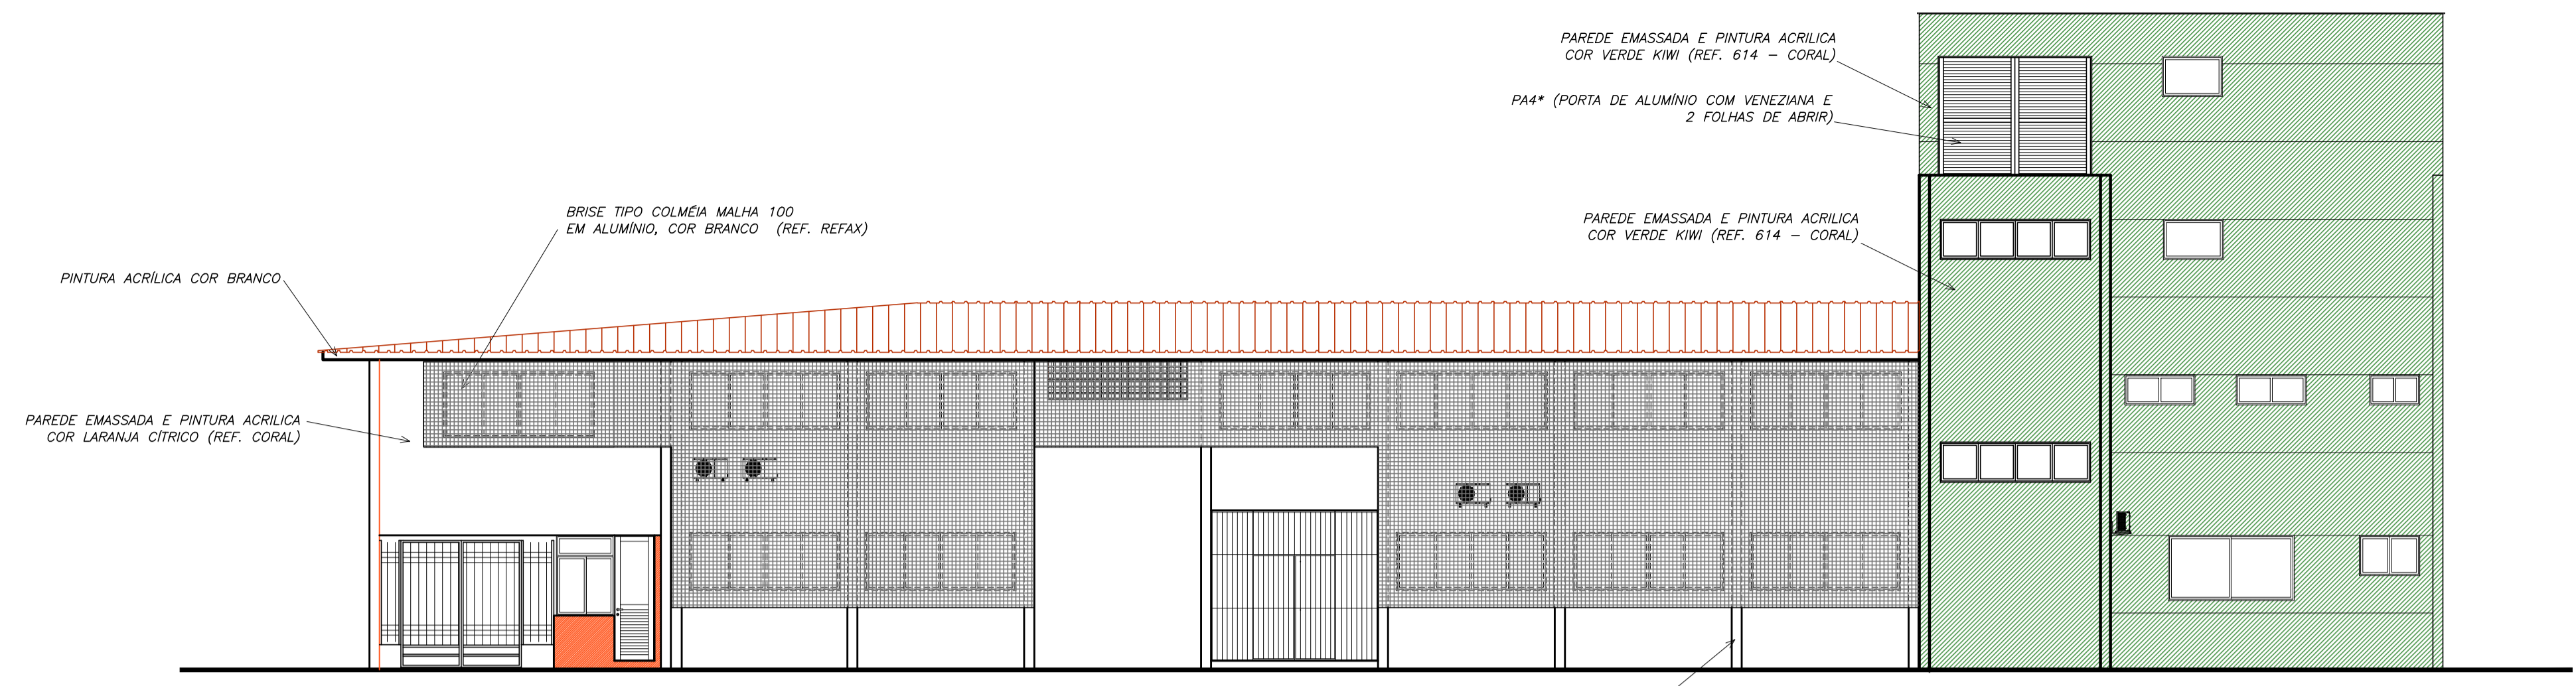 PAREDE EMASSADA E PINTURA ACRILICA
COR VERDE KIWI (REF. 614 – CORAL)
PA4* (PORTA DE ALUMÍNIO COM VENEZIANA E
2 FOLHAS DE ABRIR)
BRISE TIPO COLMÉIA MALHA 100
EM ALUMÍNIO, COR BRANCO (REF. REFAX)
PAREDE EMASSADA E PINTURA ACRILICA
COR VERDE KIWI (REF. 614 – CORAL)
PINTURA ACRÍLICA COR BRANCO
PAREDE EMASSADA E PINTURA ACRILICA
COR LARANJA CÍTRICO (REF. CORAL)